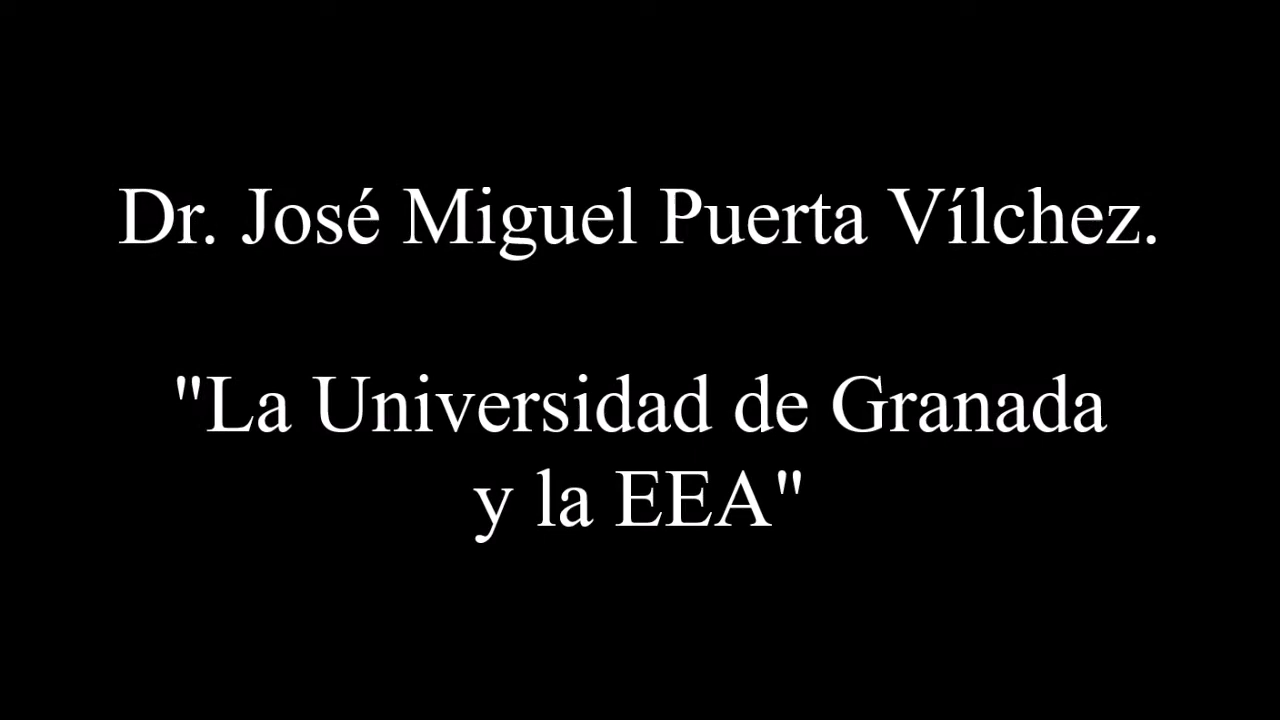 Dr. José Miguel Puerta Vílchez.
"La Universidad de Granada
y la EEA"